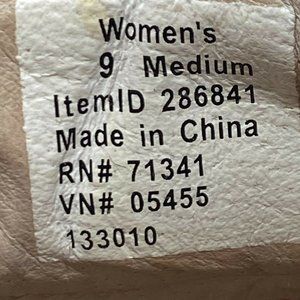 Women's
9 Medium
ItemID 286841
Made in China
RN# 71341
VN# 05455
133010